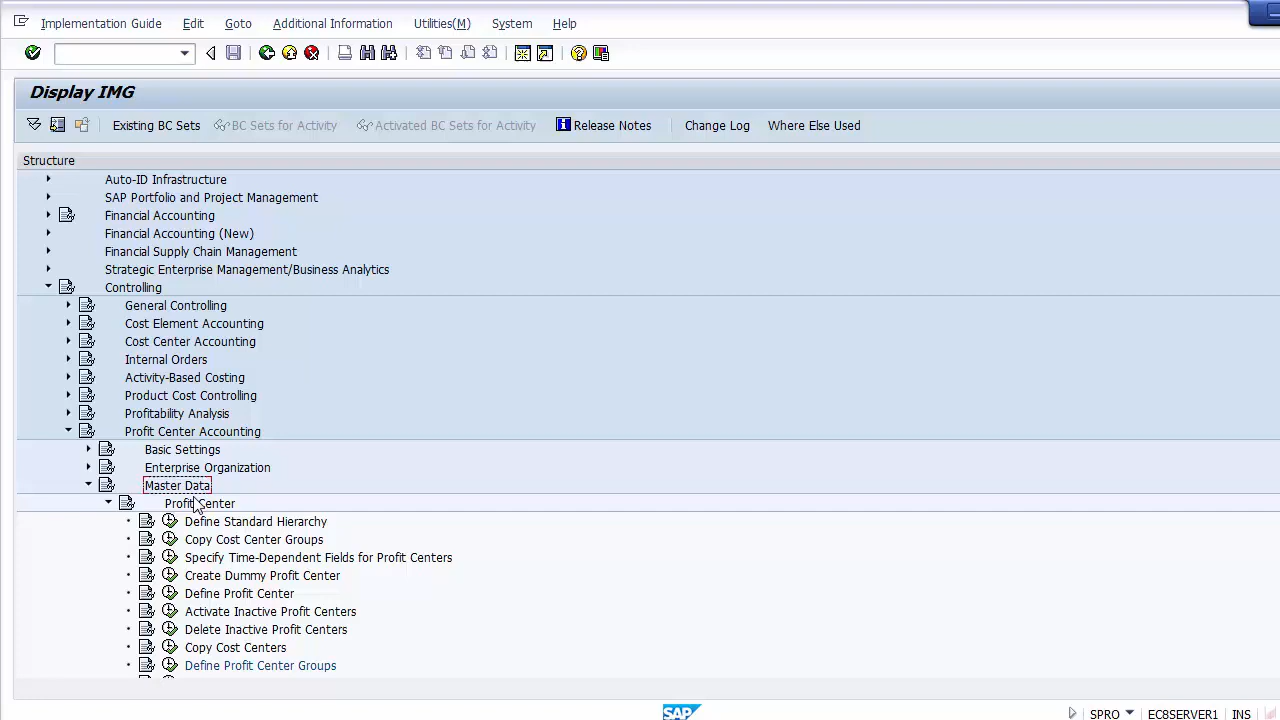 Implementation Guide Edit Goto Additional Information Utilities(M) System Help
Display IMG
Existing BC Sets BC Sets for Activity Activated BC Sets for Activity Release Notes Change Log Where Else Used
Structure
Auto-ID Infrastructure
SAP Portfolio and Project Management
Financial Accounting
Financial Accounting (New)
Financial Supply Chain Management
Strategic Enterprise Management/Business Analytics
Controlling
General Controlling
Cost Element Accounting
Cost Center Accounting
Internal Orders
Activity-Based Costing
Product Cost Controlling
Profitability Analysis
Profit Center Accounting
Basic Settings
Enterprise Organization
Master Data
Profit Center
Define Standard Hierarchy
Copy Cost Center Groups
Specify Time-Dependent Fields for Profit Centers
Create Dummy Profit Center
Define Profit Center
Activate Inactive Profit Centers
Delete Inactive Profit Centers
Copy Cost Centers
Define Profit Center Groups
SAP SPRO EC8SERVER1 INS